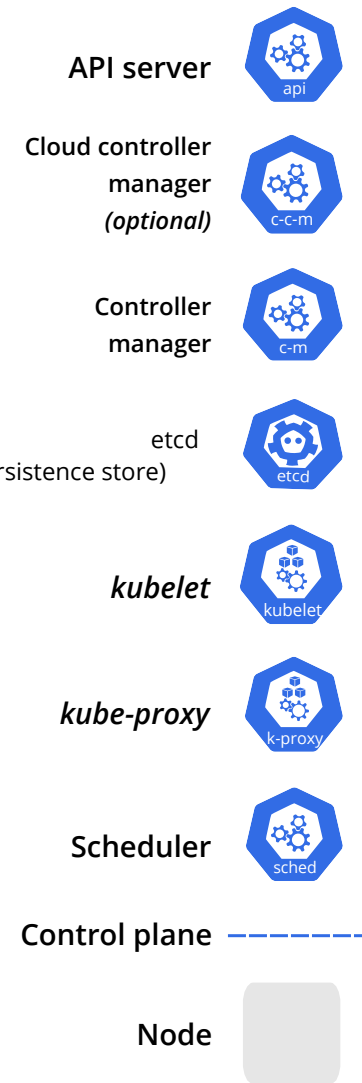 API server
api
Cloud controller
manager
(optional)
c-c-m
Controller
manager
c-m
etcd
rsistence store)
etcd
kubelet
kubelet
kube-proxy
k-proxy
Scheduler
sched
Control plane
Node